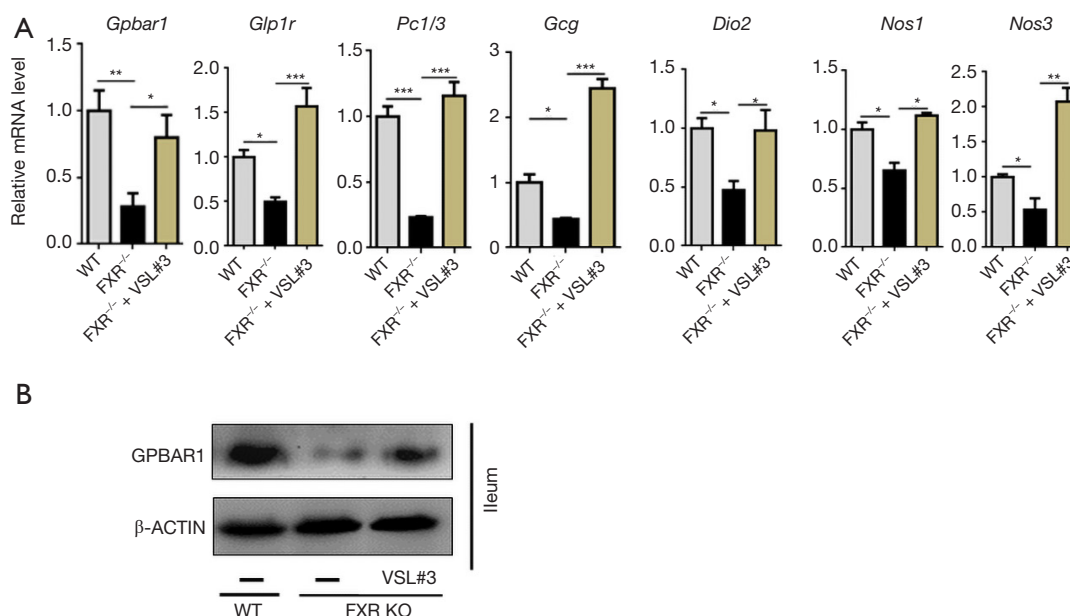 A
Gpbar1 Glp1r Pc1/3 Gcg Dio2 Nos1 Nos3
Relative mRNA level
1.5
1.0
0.5
0.0
** *
WT
FXR⁻/⁻
FXR⁻/⁻ + VSL#3
2.0
1.5
1.0
0.5
0.0
* ***
WT
FXR⁻/⁻
FXR⁻/⁻ + VSL#3
1.5
1.0
0.5
0.0
*** ***
WT
FXR⁻/⁻
FXR⁻/⁻ + VSL#3
3
2
1
0
* ***
WT
FXR⁻/⁻
FXR⁻/⁻ + VSL#3
1.5
1.0
0.5
0.0
* *
WT
FXR⁻/⁻
FXR⁻/⁻ + VSL#3
1.5
1.0
0.5
0.0
* *
WT
FXR⁻/⁻
FXR⁻/⁻ + VSL#3
2.5
2.0
1.5
1.0
0.5
0.0
* **
WT
FXR⁻/⁻
FXR⁻/⁻ + VSL#3
B
GPBAR1
β-ACTIN
Ileum
– – VSL#3
WT FXR KO